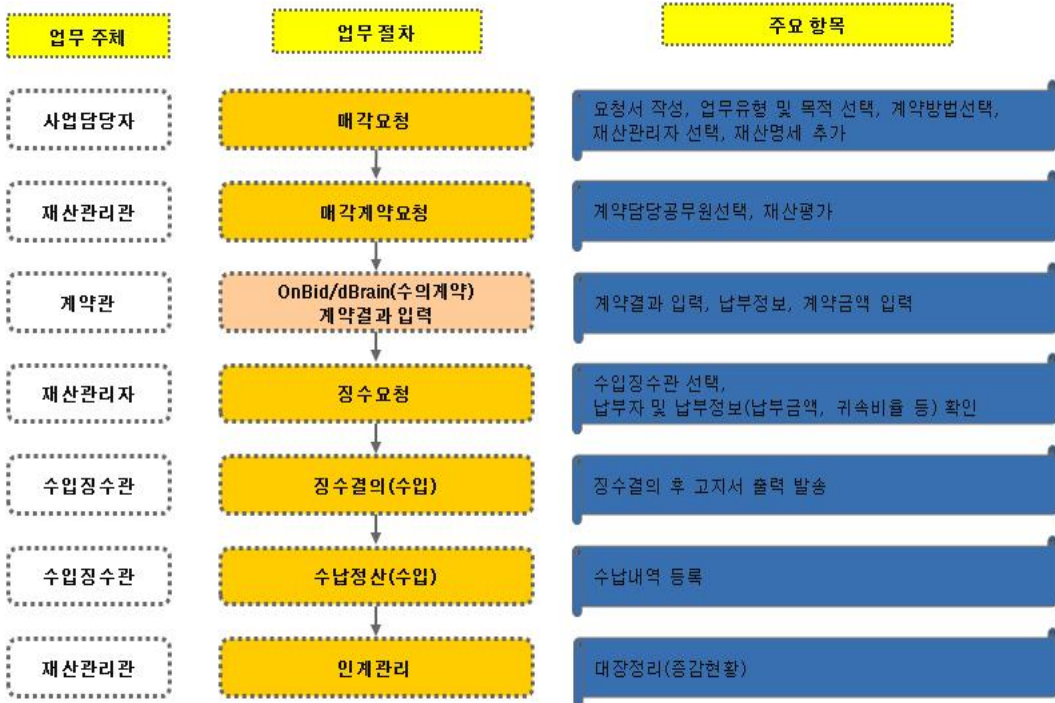 업무 주체
업무 절차
주요 항목
사업담당자
매각요청
요청서 작성, 업무유형 및 목적 선택, 계약방법선택,
재산관리자 선택, 재산명세 추가
재산관리관
매각계약요청
계약담당공무원선택, 재산평가
계약관
OnBid/dBrain(수의계약)
계약결과 입력
계약결과 입력, 납부정보, 계약금액 입력
재산관리자
징수요청
수입징수관 선택,
납부자 및 납부정보(납부금액, 귀속비율 등) 확인
수입징수관
징수결의(수입)
징수결의 후 고지서 출력 발송
수입징수관
수납정산(수입)
수납내역 등록
재산관리관
인계관리
대장정리(증감현황)